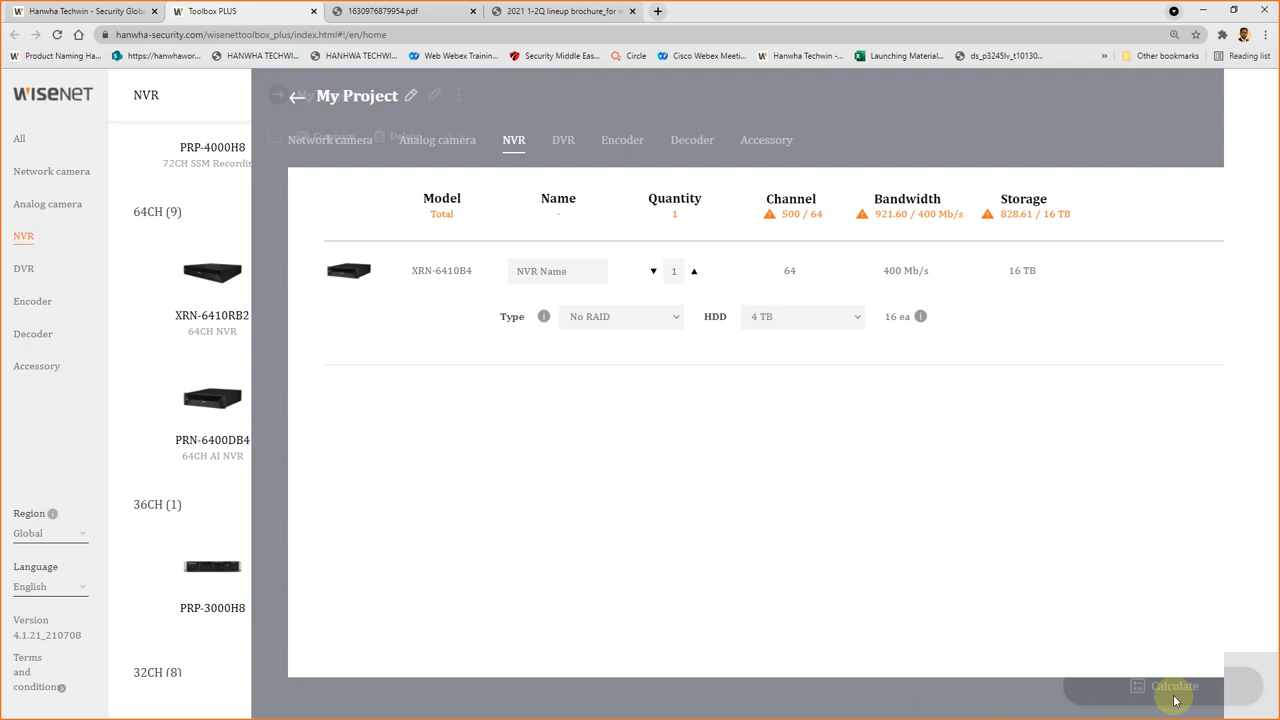 Hanwha Techwin - Security Globa
Toolbox PLUS
1630976879954.pdf
2021 1-2Q lineup brochure_for w
hanwha-security.com/wisenettoolbox_plus/index.html#!/en/home
Product Naming Ha...
https://hanwhawor...
HANWHA TECHWI...
HANHWA TECHWI...
Webex Video Trainin...
Security Middle Eas...
Circle
Cisco Webex Meeti...
Hanwha Techwin -...
Launching Material...
ds_p3245lv_t10130...
»
Other bookmarks
Reading list
WISENET
NVR
My Project
All
Network camera
Analog camera
NVR
DVR
Encoder
Decoder
Accessory
Region
Global
Language
English
Version
4.1.21_210708
Terms
and
conditions
PRP-4000H8
72CH SSM Recordin
64CH (9)
XRN-6410RB2
64CH NVR
PRN-6400DB4
64CH AI NVR
36CH (1)
PRP-3000H8
32CH (8)
Compare
Delete
Network camera
Analog camera
NVR
DVR
Encoder
Decoder
Accessory
Model
Name
Quantity
Channel
Bandwidth
Storage
Total
-
1
500 / 64
921.60 / 400 Mb/s
828.61 / 16 TB
XRN-6410B4
NVR Name
1
64
400 Mb/s
16 TB
Type
No RAID
HDD
4 TB
16 ea
Calculate